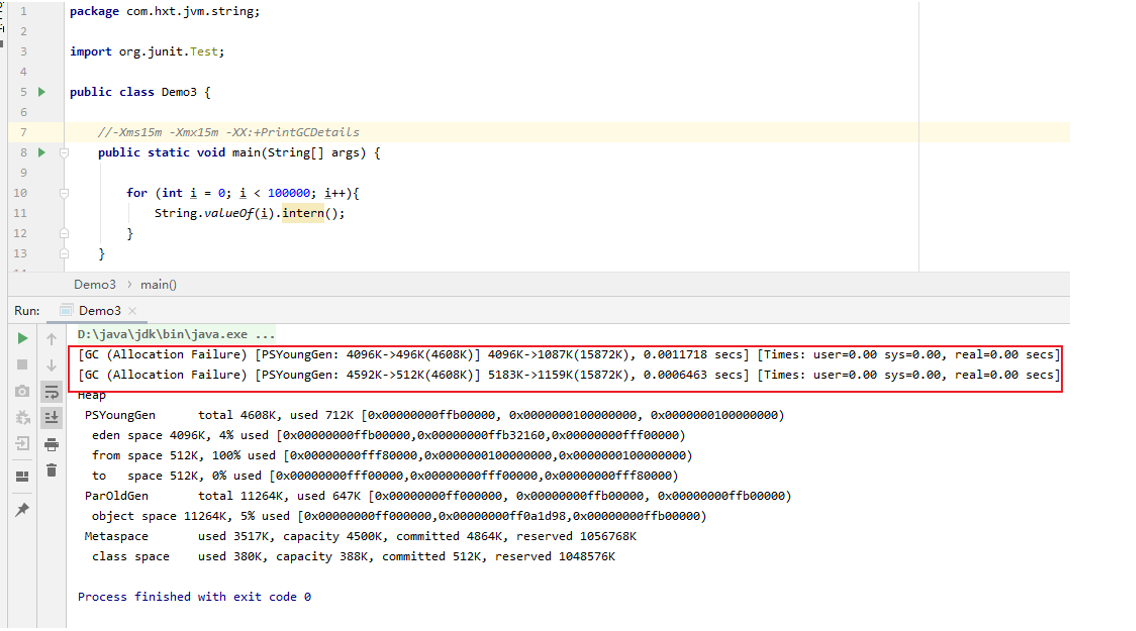 1 package com.hxt.jvm.string;
2
3 import org.junit.Test;
4
5 public class Demo3 {
6
7 //-Xms15m -Xmx15m -XX:+PrintGCDetails
8 public static void main(String[] args) {
9
10 for (int i = 0; i < 100000; i++){
11 String.valueOf(i).intern();
12 }
13 }
Demo3 › main()
Run: Demo3 ×
D:\java\jdk\bin\java.exe ...
[GC (Allocation Failure) [PSYoungGen: 4096K->496K(4608K)] 4096K->1087K(15872K), 0.0011718 secs] [Times: user=0.00 sys=0.00, real=0.00 secs]
[GC (Allocation Failure) [PSYoungGen: 4592K->512K(4608K)] 5183K->1159K(15872K), 0.0006463 secs] [Times: user=0.00 sys=0.00, real=0.00 secs]
Heap
PSYoungGen total 4608K, used 712K [0x00000000ffb00000, 0x0000000100000000, 0x0000000100000000)
eden space 4096K, 4% used [0x00000000ffb00000,0x00000000ffb32160,0x00000000fff00000)
from space 512K, 100% used [0x00000000fff80000,0x0000000100000000,0x0000000100000000)
to space 512K, 0% used [0x00000000fff00000,0x00000000fff00000,0x00000000fff80000)
ParOldGen total 11264K, used 647K [0x00000000ff000000, 0x00000000ffb00000, 0x00000000ffb00000)
object space 11264K, 5% used [0x00000000ff000000,0x00000000ff0a1d98,0x00000000ffb00000)
Metaspace used 3517K, capacity 4500K, committed 4864K, reserved 1056768K
class space used 380K, capacity 388K, committed 512K, reserved 1048576K
Process finished with exit code 0